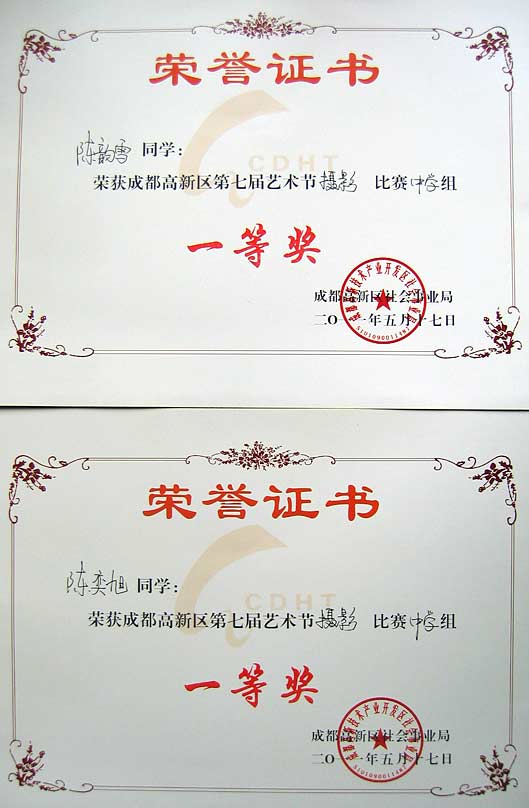 荣誉证书
CDHT
陈韵雪 同学：
荣获成都高新区第七届艺术节摄影 比赛中学组
一等奖
成都高新区社会事业局
二〇一一年五月十七日
荣誉证书
CDHT
陈奕旭 同学：
荣获成都高新区第七届艺术节摄影 比赛中学组
一等奖
成都高新区社会事业局
二〇一一年五月十七日